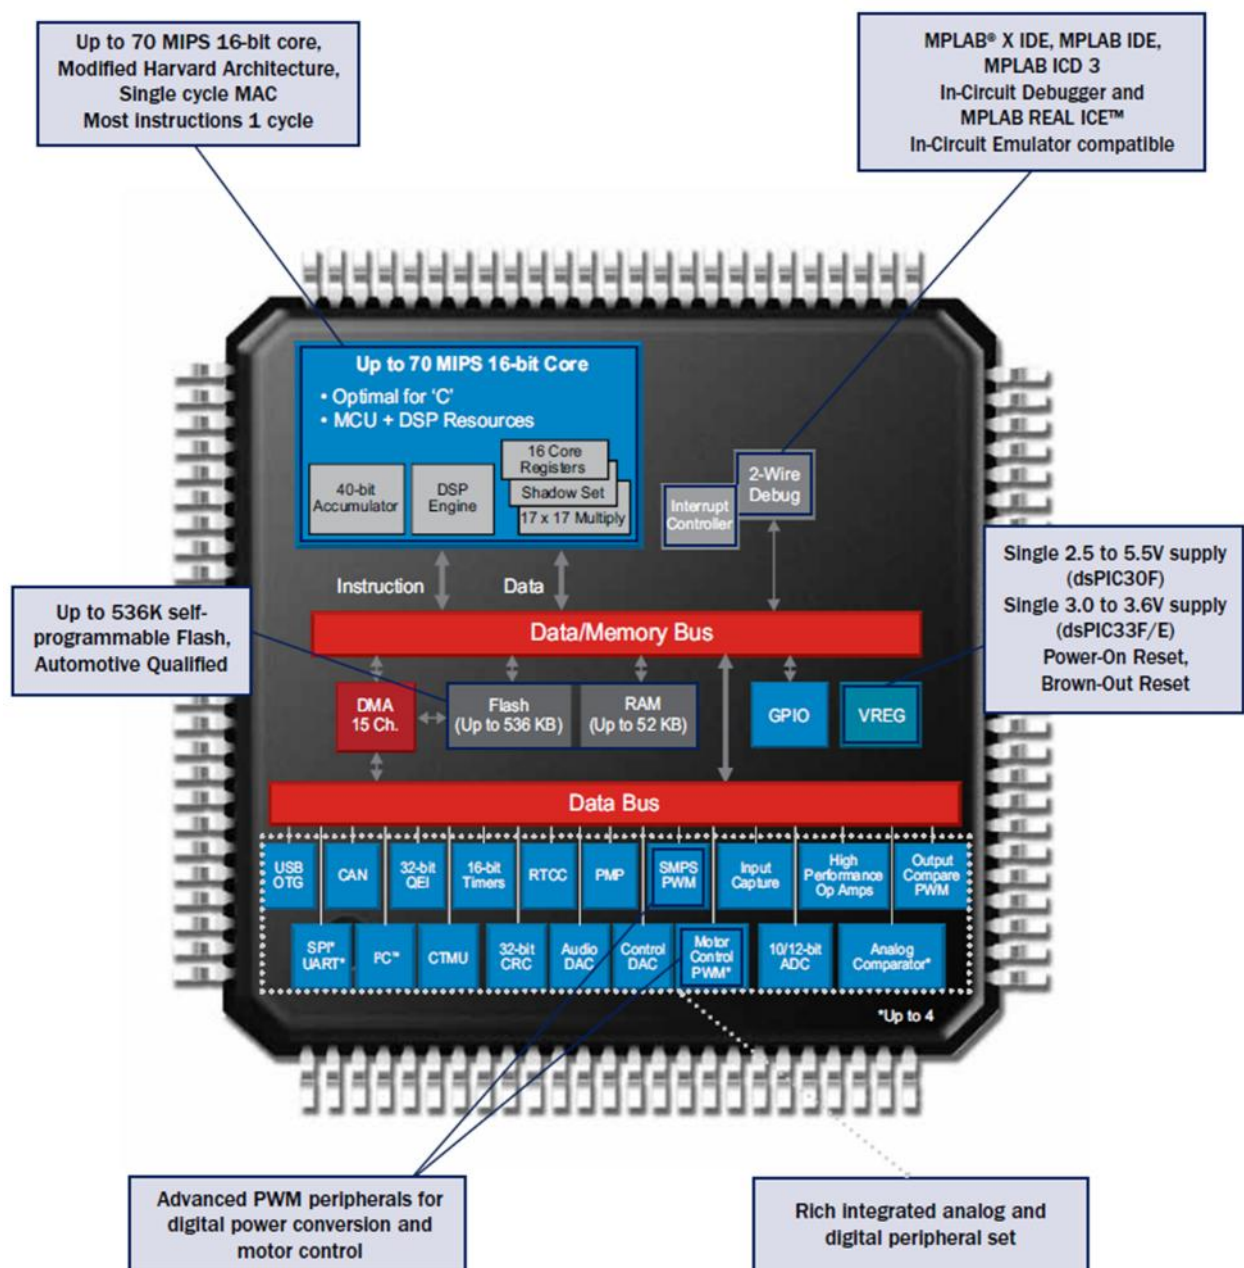 Up to 70 MIPS 16-bit core,
Modified Harvard Architecture,
Single cycle MAC
Most instructions 1 cycle
MPLAB® X IDE, MPLAB IDE,
MPLAB ICD 3
In-Circuit Debugger and
MPLAB REAL ICE™
In-Circuit Emulator compatible
Up to 70 MIPS 16-bit Core
• Optimal for ‘C’
• MCU + DSP Resources
40-bit
Accumulator
DSP
Engine
16 Core
Registers
Shadow Set
17 x 17 Multiply
Interrupt
Controller
2-Wire
Debug
Single 2.5 to 5.5V supply
(dsPIC30F)
Single 3.0 to 3.6V supply
(dsPIC33F/E)
Power-On Reset,
Brown-Out Reset
Instruction
Data
Up to 536K self-
programmable Flash,
Automotive Qualified
Data/Memory Bus
DMA
15 Ch.
Flash
(Up to 536 KB)
RAM
(Up to 52 KB)
GPIO
VREG
Data Bus
USB
OTG
CAN
32-bit
QEI
16-bit
Timers
RTCC
PMP
SMPS
PWM
Input
Capture
High
Performance
Op Amps
Output
Compare
PWM
SPI*
UART*
I²C™
CTMU
32-bit
CRC
Audio
DAC
Control
DAC
Motor
Control
PWM*
10/12-bit
ADC
Analog
Comparator*
*Up to 4
Advanced PWM peripherals for
digital power conversion and
motor control
Rich integrated analog and
digital peripheral set